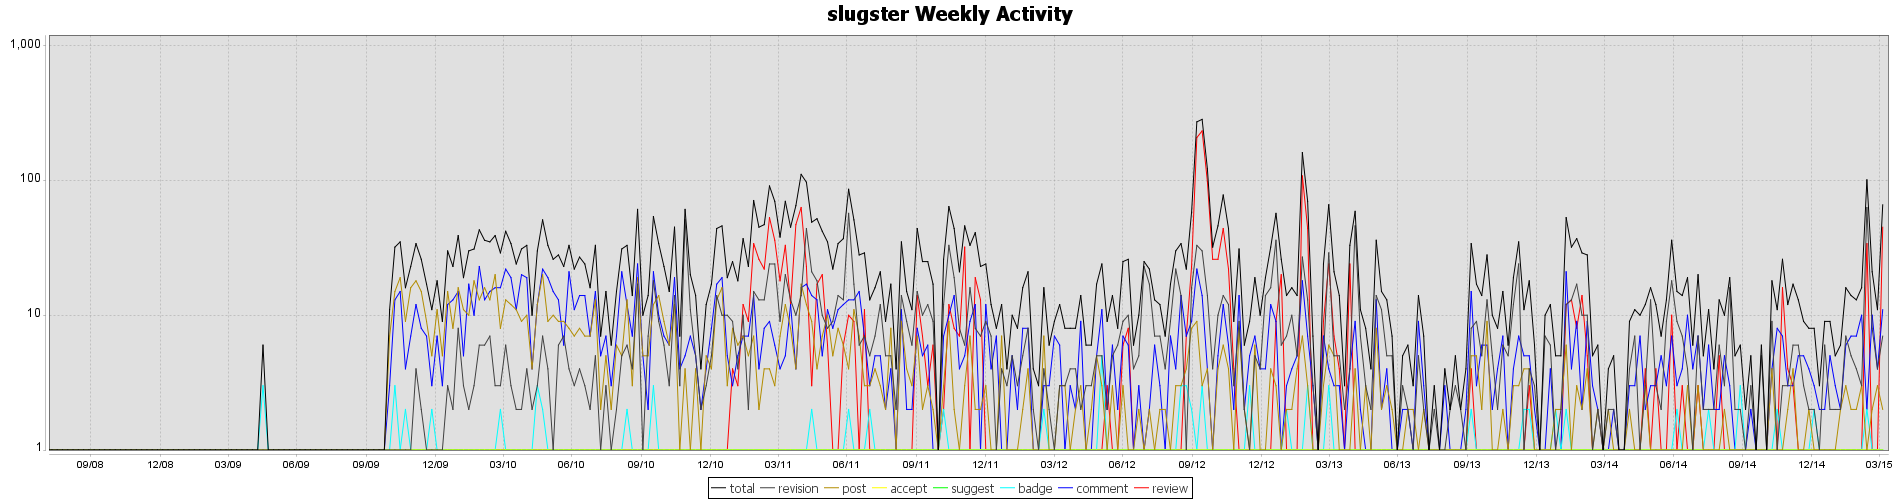 slugster Weekly Activity
1,000
100
10
1
09/08 12/08 03/09 06/09 09/09 12/09 03/10 06/10 09/10 12/10 03/11 06/11 09/11 12/11 03/12 06/12 09/12 12/12 03/13 06/13 09/13 12/13 03/14 06/14 09/14 12/14 03/15
total revision post accept suggest badge comment review